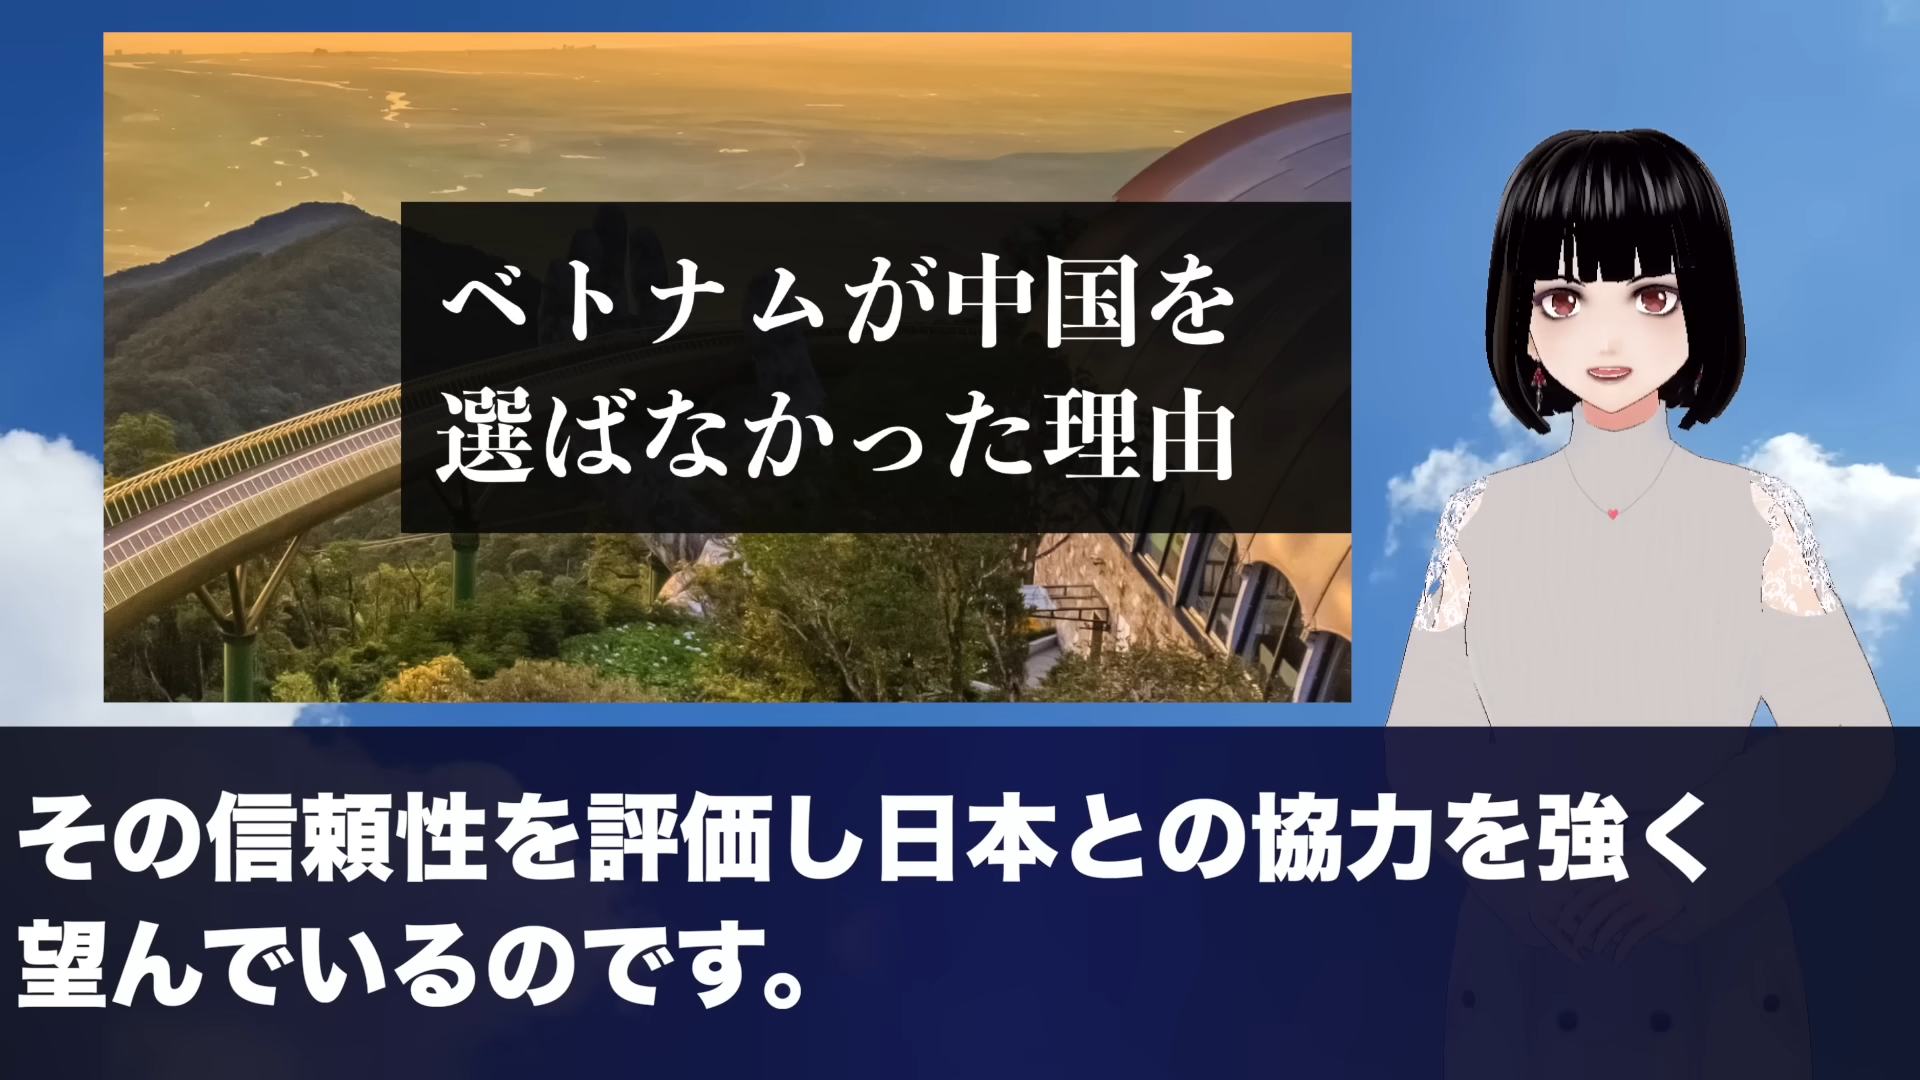 ベトナムが中国を
選ばなかった理由
その信頼性を評価し日本との協力を強く
望んでいるのです。